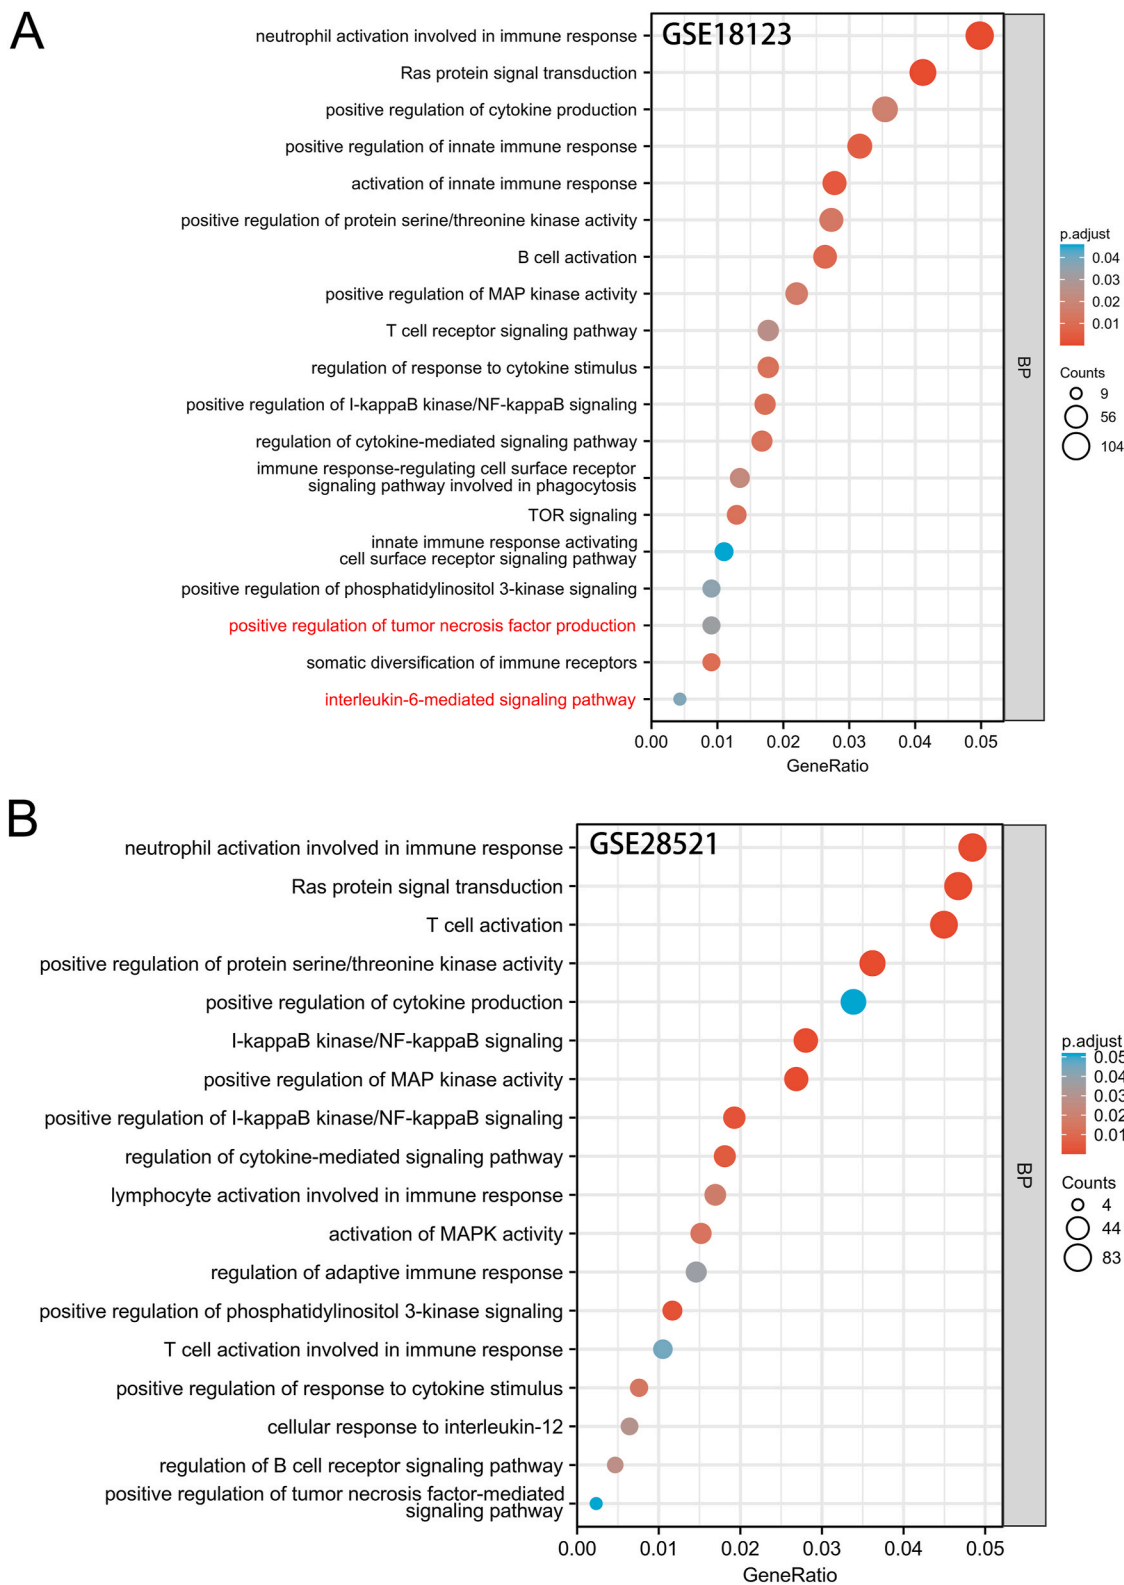 A
GSE18123
neutrophil activation involved in immune response
Ras protein signal transduction
positive regulation of cytokine production
positive regulation of innate immune response
activation of innate immune response
positive regulation of protein serine/threonine kinase activity
B cell activation
positive regulation of MAP kinase activity
T cell receptor signaling pathway
regulation of response to cytokine stimulus
positive regulation of I-kappaB kinase/NF-kappaB signaling
regulation of cytokine-mediated signaling pathway
immune response-regulating cell surface receptor
signaling pathway involved in phagocytosis
TOR signaling
innate immune response activating
cell surface receptor signaling pathway
positive regulation of phosphatidylinositol 3-kinase signaling
positive regulation of tumor necrosis factor production
somatic diversification of immune receptors
interleukin-6-mediated signaling pathway
0.00 0.01 0.02 0.03 0.04 0.05
GeneRatio
BP
p.adjust
0.04
0.03
0.02
0.01
Counts
9
56
104
B
GSE28521
neutrophil activation involved in immune response
Ras protein signal transduction
T cell activation
positive regulation of protein serine/threonine kinase activity
positive regulation of cytokine production
I-kappaB kinase/NF-kappaB signaling
positive regulation of MAP kinase activity
positive regulation of I-kappaB kinase/NF-kappaB signaling
regulation of cytokine-mediated signaling pathway
lymphocyte activation involved in immune response
activation of MAPK activity
regulation of adaptive immune response
positive regulation of phosphatidylinositol 3-kinase signaling
T cell activation involved in immune response
positive regulation of response to cytokine stimulus
cellular response to interleukin-12
regulation of B cell receptor signaling pathway
positive regulation of tumor necrosis factor-mediated
signaling pathway
0.00 0.01 0.02 0.03 0.04 0.05
GeneRatio
BP
p.adjust
0.05
0.04
0.03
0.02
0.01
Counts
4
44
83